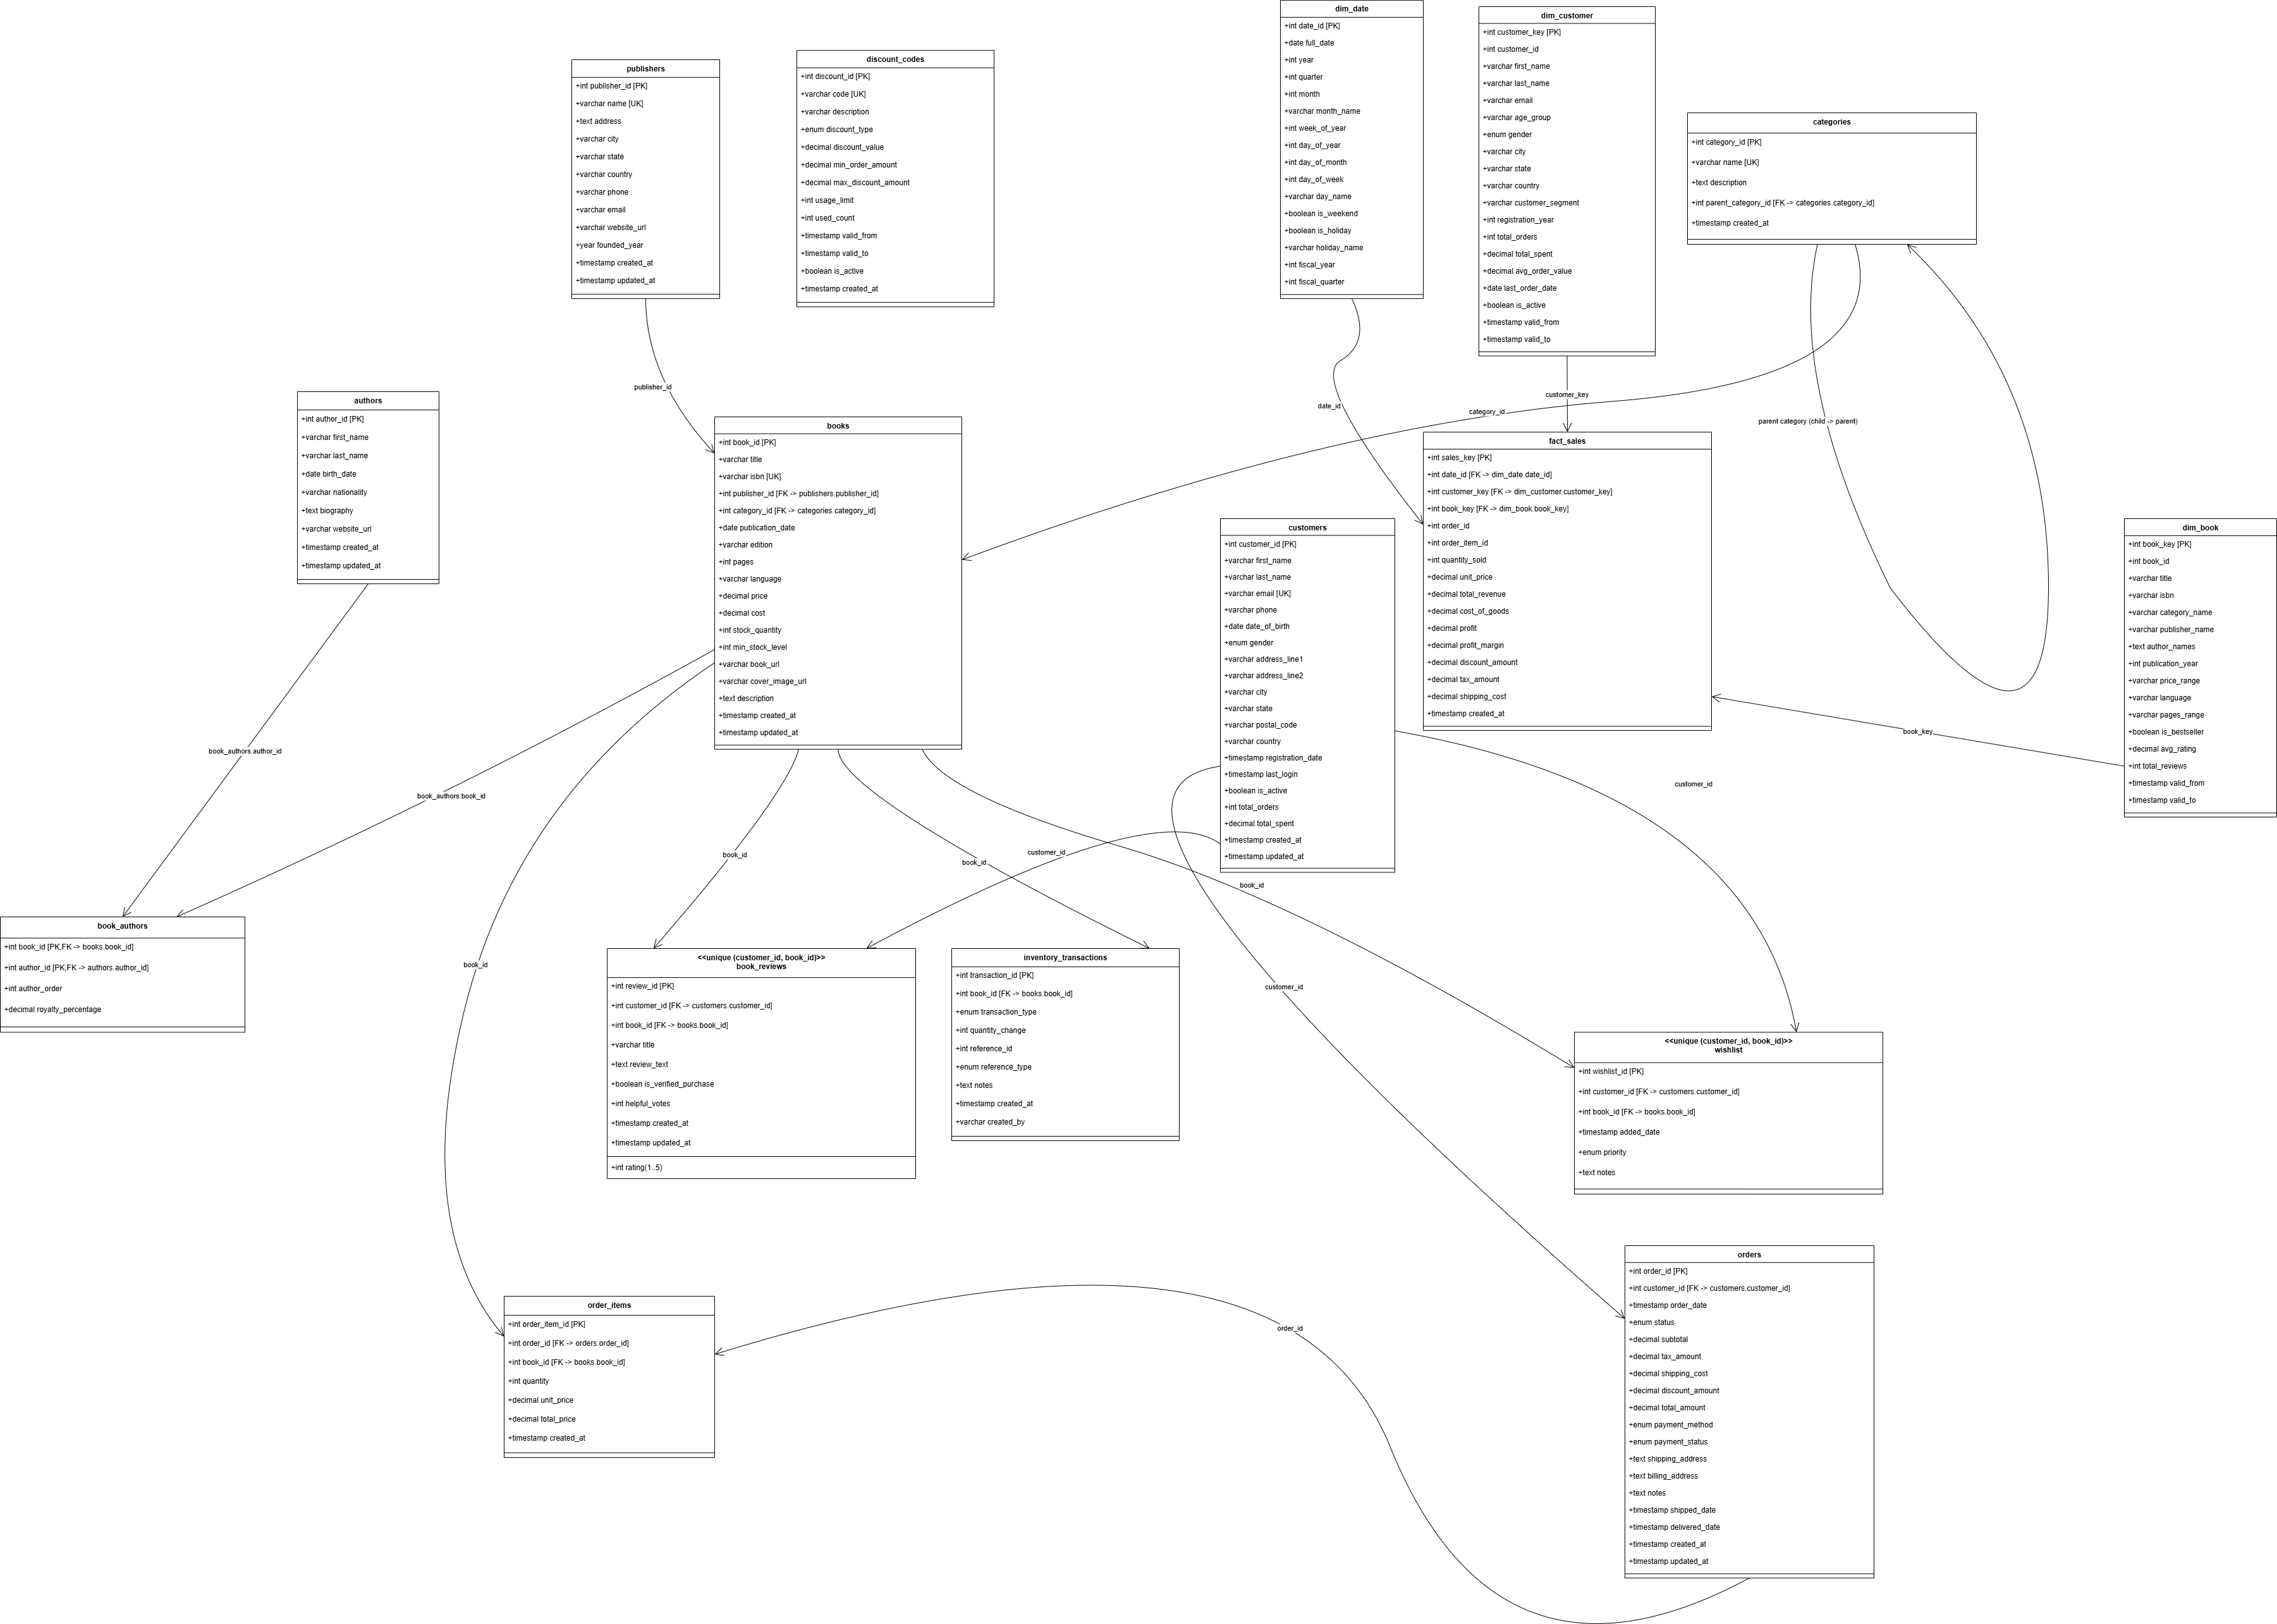 dim_date
+int date_id [PK]
+date full_date
+int year
+int quarter
+int month
+varchar month_name
+int week_of_year
+int day_of_year
+int day_of_month
+int day_of_week
+varchar day_name
+boolean is_weekend
+boolean is_holiday
+varchar holiday_name
+int fiscal_year
+int fiscal_quarter
dim_customer
+int customer_key [PK]
+int customer_id
+varchar first_name
+varchar last_name
+varchar email
+varchar age_group
+enum gender
+varchar city
+varchar state
+varchar country
+varchar customer_segment
+int registration_year
+int total_orders
+decimal total_spent
+decimal avg_order_value
+date last_order_date
+boolean is_active
+timestamp valid_from
+timestamp valid_to
publishers
+int publisher_id [PK]
+varchar name [UK]
+text address
+varchar city
+varchar state
+varchar country
+varchar phone
+varchar email
+varchar website_url
+year founded_year
+timestamp created_at
+timestamp updated_at
discount_codes
+int discount_id [PK]
+varchar code [UK]
+varchar description
+enum discount_type
+decimal discount_value
+decimal min_order_amount
+decimal max_discount_amount
+int usage_limit
+int used_count
+timestamp valid_from
+timestamp valid_to
+boolean is_active
+timestamp created_at
categories
+int category_id [PK]
+varchar name [UK]
+text description
+int parent_category_id [FK -> categories.category_id]
+timestamp created_at
publisher_id
date_id
customer_key
category_id
parent category (child -> parent)
authors
+int author_id [PK]
+varchar first_name
+varchar last_name
+date birth_date
+varchar nationality
+text biography
+varchar website_url
+timestamp created_at
+timestamp updated_at
books
+int book_id [PK]
+varchar title
+varchar isbn [UK]
+int publisher_id [FK -> publishers.publisher_id]
+int category_id [FK -> categories.category_id]
+date publication_date
+varchar edition
+int pages
+varchar language
+decimal price
+decimal cost
+int stock_quantity
+int min_stock_level
+varchar book_url
+varchar cover_image_url
+text description
+timestamp created_at
+timestamp updated_at
fact_sales
+int sales_key [PK]
+int date_id [FK -> dim_date.date_id]
+int customer_key [FK -> dim_customer.customer_key]
+int book_key [FK -> dim_book.book_key]
+int order_id
+int order_item_id
+int quantity_sold
+decimal unit_price
+decimal total_revenue
+decimal cost_of_goods
+decimal profit
+decimal profit_margin
+decimal discount_amount
+decimal tax_amount
+decimal shipping_cost
+timestamp created_at
customers
+int customer_id [PK]
+varchar first_name
+varchar last_name
+varchar email [UK]
+varchar phone
+date date_of_birth
+enum gender
+varchar address_line1
+varchar address_line2
+varchar city
+varchar state
+varchar postal_code
+varchar country
+timestamp registration_date
+timestamp last_login
+boolean is_active
+int total_orders
+decimal total_spent
+timestamp created_at
+timestamp updated_at
dim_book
+int book_key [PK]
+int book_id
+varchar title
+varchar isbn
+varchar category_name
+varchar publisher_name
+text author_names
+int publication_year
+varchar price_range
+varchar language
+varchar pages_range
+boolean is_bestseller
+decimal avg_rating
+int total_reviews
+timestamp valid_from
+timestamp valid_to
book_key
book_authors.author_id
book_authors.book_id
customer_id
book_id
customer_id
book_id
book_id
book_id
customer_id
book_authors
+int book_id [PK,FK -> books.book_id]
+int author_id [PK,FK -> authors.author_id]
+int author_order
+decimal royalty_percentage
<<unique (customer_id, book_id)>>
book_reviews
+int review_id [PK]
+int customer_id [FK -> customers.customer_id]
+int book_id [FK -> books.book_id]
+varchar title
+text review_text
+boolean is_verified_purchase
+int helpful_votes
+timestamp created_at
+timestamp updated_at
+int rating(1..5)
inventory_transactions
+int transaction_id [PK]
+int book_id [FK -> books.book_id]
+enum transaction_type
+int quantity_change
+int reference_id
+enum reference_type
+text notes
+timestamp created_at
+varchar created_by
<<unique (customer_id, book_id)>>
wishlist
+int wishlist_id [PK]
+int customer_id [FK -> customers.customer_id]
+int book_id [FK -> books.book_id]
+timestamp added_date
+enum priority
+text notes
orders
+int order_id [PK]
+int customer_id [FK -> customers.customer_id]
+timestamp order_date
+enum status
+decimal subtotal
+decimal tax_amount
+decimal shipping_cost
+decimal discount_amount
+decimal total_amount
+enum payment_method
+enum payment_status
+text shipping_address
+text billing_address
+text notes
+timestamp shipped_date
+timestamp delivered_date
+timestamp created_at
+timestamp updated_at
order_items
+int order_item_id [PK]
+int order_id [FK -> orders.order_id]
+int book_id [FK -> books.book_id]
+int quantity
+decimal unit_price
+decimal total_price
+timestamp created_at
order_id